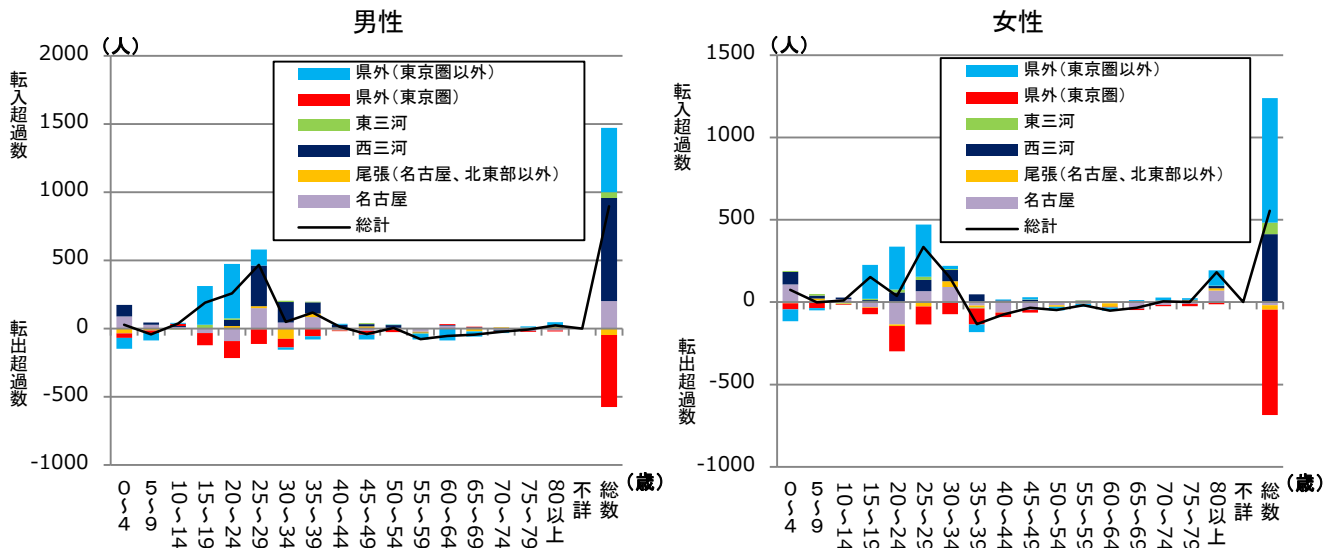 男性
(人)
2000
1500
1000
500
0
-500
-1000
転入超過数
転出超過数
県外(東京圏以外)
県外(東京圏)
東三河
西三河
尾張(名古屋、北東部以外)
名古屋
総計
0～4
5～9
10～14
15～19
20～24
25～29
30～34
35～39
40～44
45～49
50～54
55～59
60～64
65～69
70～74
75～79
80以上
不詳
総数
(歳)
女性
(人)
1500
1000
500
0
-500
-1000
転入超過数
転出超過数
県外(東京圏以外)
県外(東京圏)
東三河
西三河
尾張(名古屋、北東部以外)
名古屋
総計
0～4
5～9
10～14
15～19
20～24
25～29
30～34
35～39
40～44
45～49
50～54
55～59
60～64
65～69
70～74
75～79
80以上
不詳
総数
(歳)